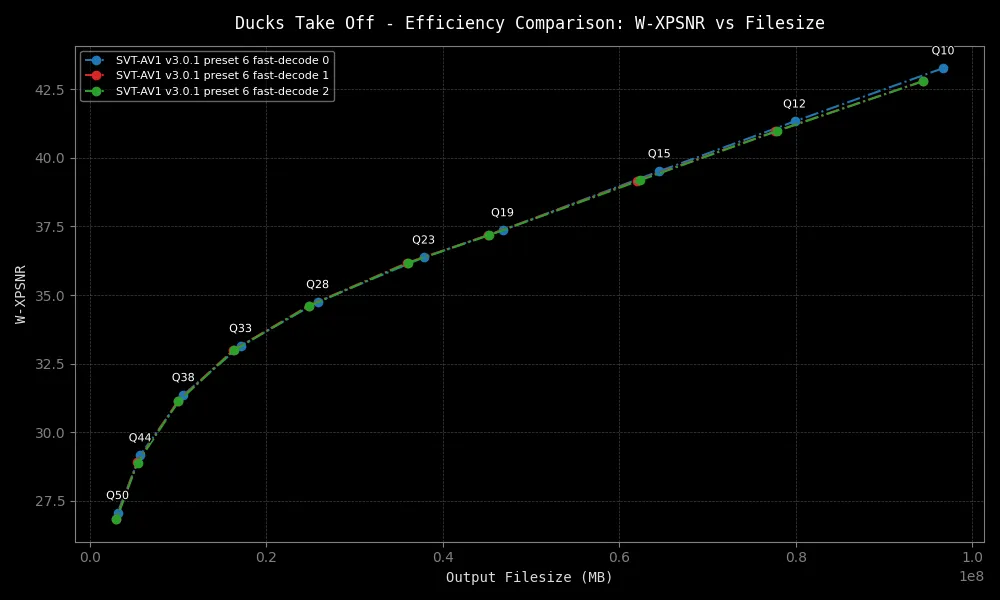 Ducks Take Off - Efficiency Comparison: W-XPSNR vs Filesize
SVT-AV1 v3.0.1 preset 6 fast-decode 0
SVT-AV1 v3.0.1 preset 6 fast-decode 1
SVT-AV1 v3.0.1 preset 6 fast-decode 2
Q10
Q12
Q15
Q19
Q23
Q28
Q33
Q38
Q44
Q50
W-XPSNR
42.5
40.0
37.5
35.0
32.5
30.0
27.5
0.0 0.2 0.4 0.6 0.8 1.0
1e8
Output Filesize (MB)